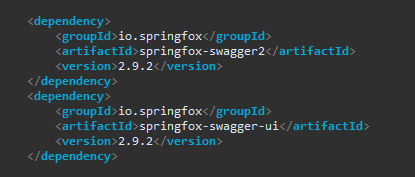 <dependency>
<groupId>io.springfox</groupId>
<artifactId>springfox-swagger2</artifactId>
<version>2.9.2</version>
</dependency>
<dependency>
<groupId>io.springfox</groupId>
<artifactId>springfox-swagger-ui</artifactId>
<version>2.9.2</version>
</dependency>